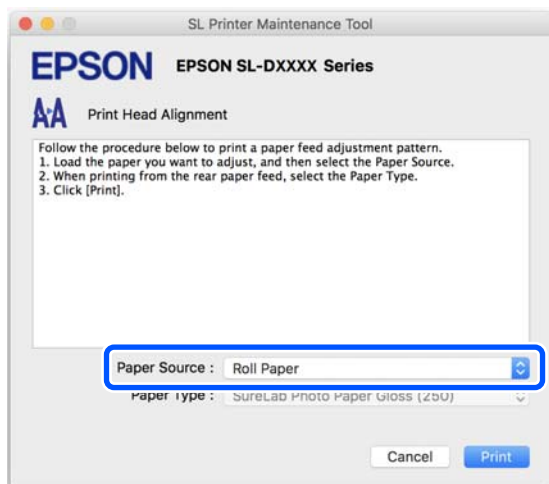 SL Printer Maintenance Tool
EPSON EPSON SL-DXXXX Series
Print Head Alignment
Follow the procedure below to print a paper feed adjustment pattern.
1. Load the paper you want to adjust, and then select the Paper Source.
2. When printing from the rear paper feed, select the Paper Type.
3. Click [Print].
Paper Source : Roll Paper
Paper Type : SureLab Photo Paper Gloss (250)
Cancel Print